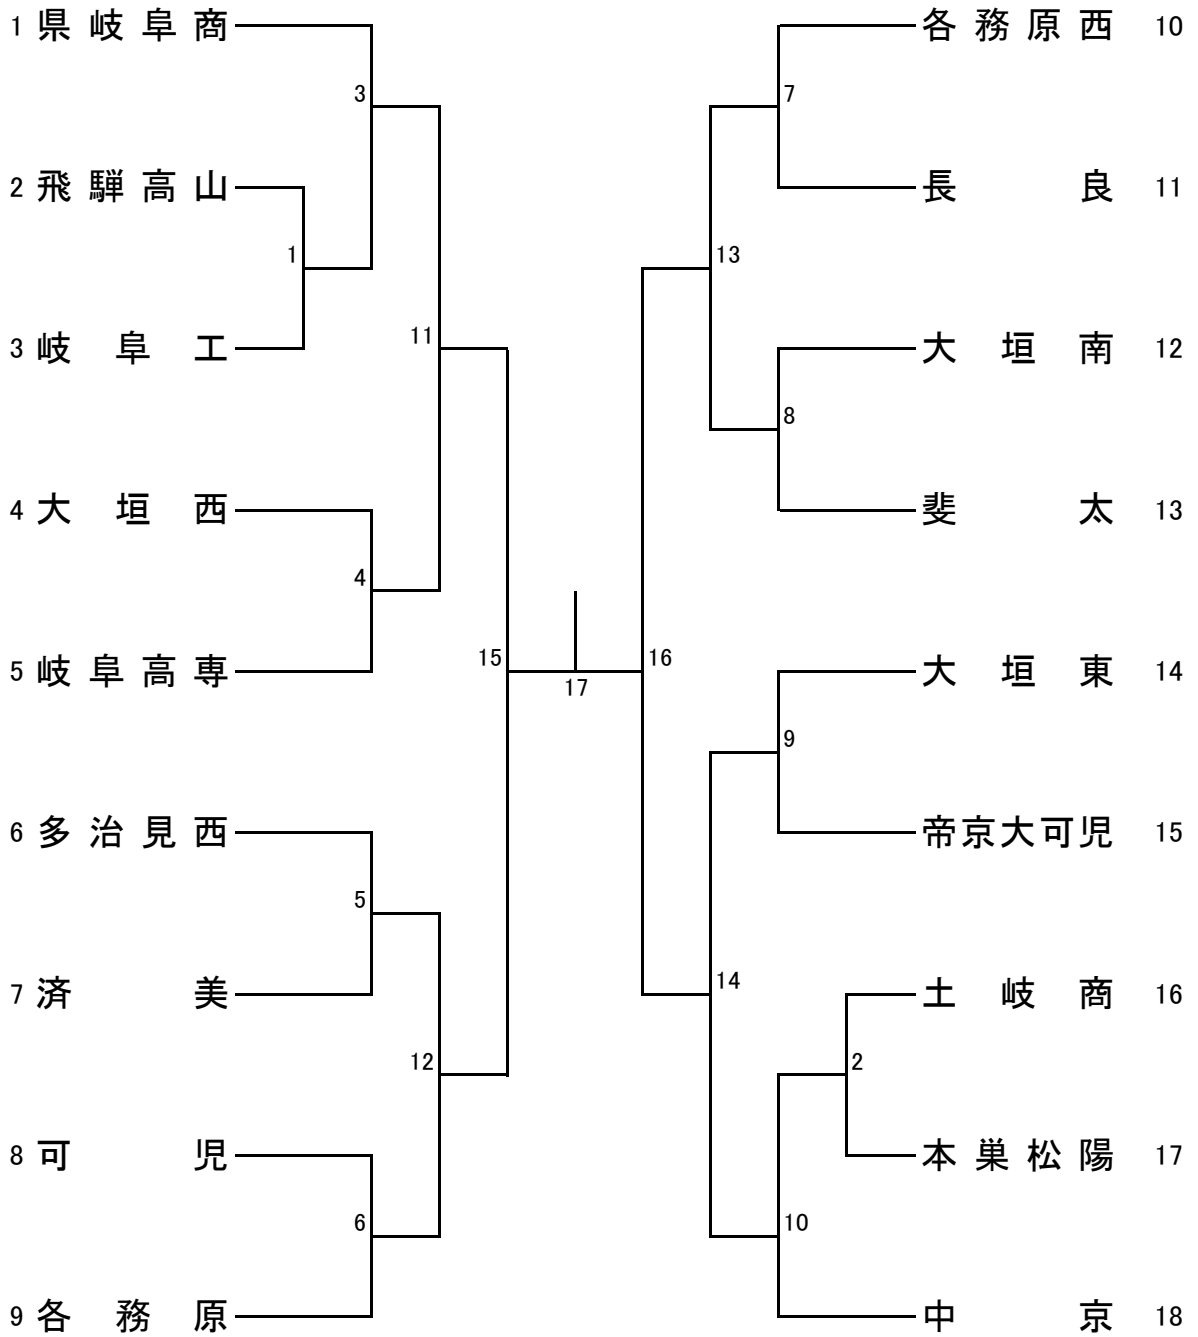 1 県岐阜商
2 飛騨高山
3 岐阜工
4 大垣西
5 岐阜高専
6 多治見西
7 済美
8 可児
9 各務原
3
1
11
4
15
5
12
6
17
各務原西 10
長良 11
大垣南 12
斐太 13
大垣東 14
帝京大可児 15
土岐商 16
本巣松陽 17
中京 18
7
13
8
16
9
14
2
10